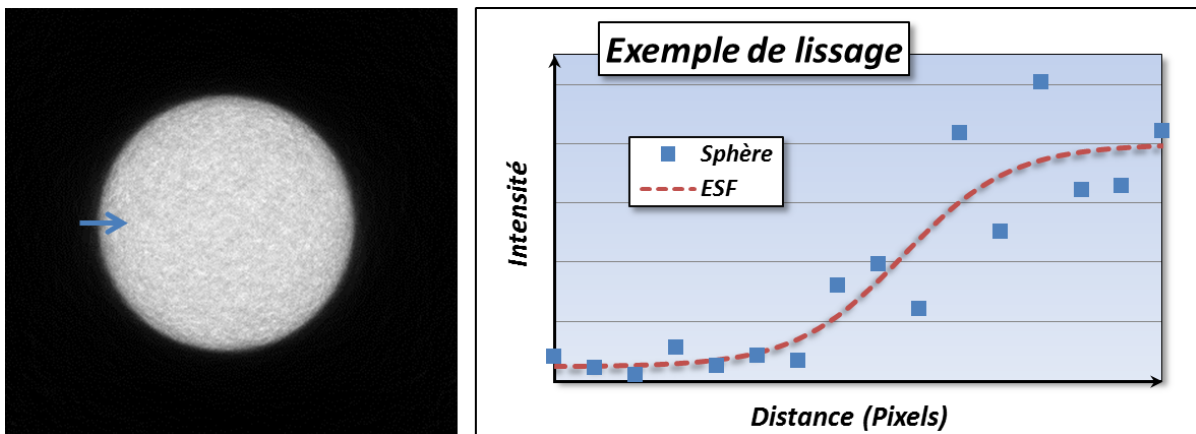 Exemple de lissage
Sphère
ESF
Intensité
Distance (Pixels)